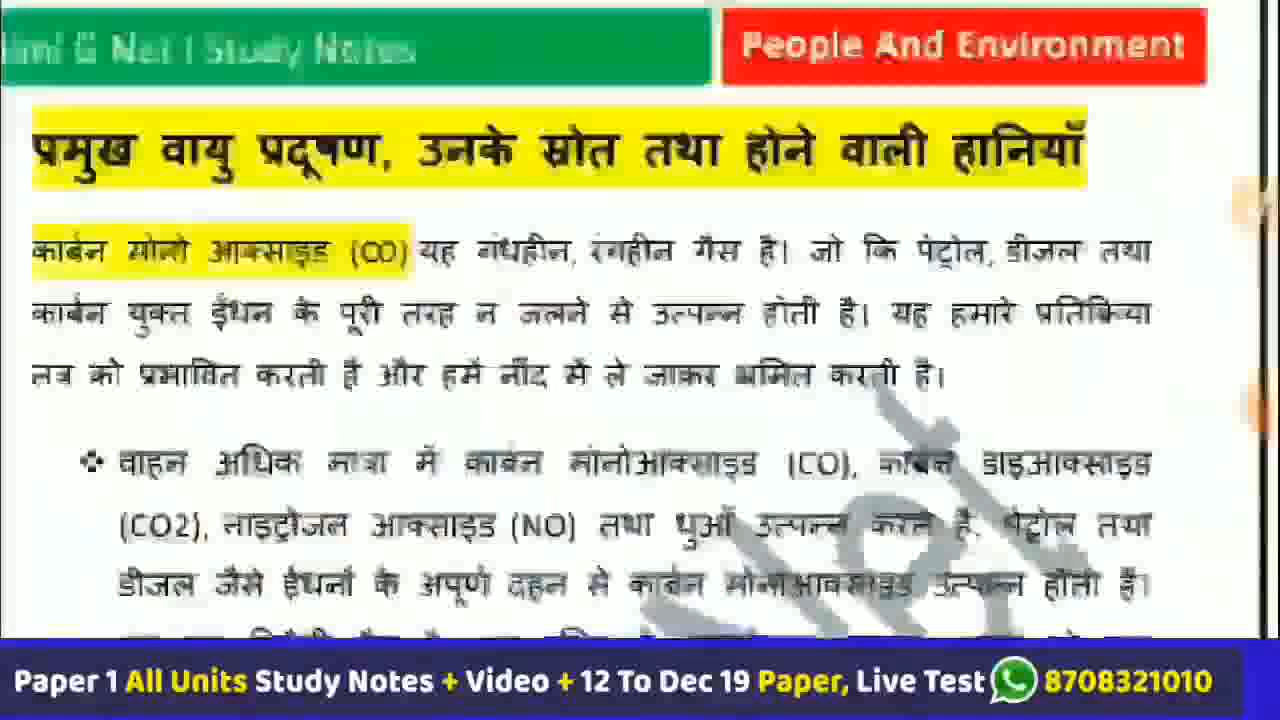 G Net | Study Notes
People And Environment
प्रमुख वायु प्रदूषण, उनके स्रोत तथा होने वाली हानियाँ
कार्बन मोनो आक्साइड (CO) यह गंधहीन, रंगहीन गैस है। जो कि पेट्रोल, डीजल तथा
कार्बन युक्त ईंधन के पूरी तरह न जलने से उत्पन्न होती है। यह हमारे प्रतिक्रिया
तंत्र को प्रभावित करती है और हमें नींद में ले जाकर भ्रमित करती है।
❖ वाहन अधिक मात्रा में कार्बन मोनोआक्साइड (CO), कार्बन डाइआक्साइड
(CO2), नाइट्रोजन आक्साइड (NO) तथा धुआँ उत्पन्न करते है, पेट्रोल तथा
डीजल जैसे ईंधनों के अपूर्ण दहन से कार्बन मोनोआक्साइड उत्पन्न होती है।
Paper 1 All Units Study Notes + Video + 12 To Dec 19 Paper, Live Test 8708321010